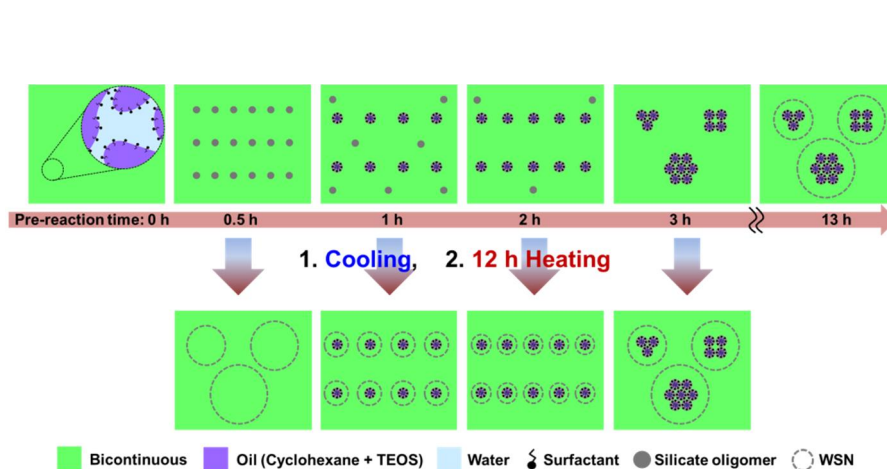 Pre-reaction time: 0 h 0.5 h 1 h 2 h 3 h 13 h
1. Cooling, 2. 12 h Heating
Bicontinuous Oil (Cyclohexane + TEOS) Water Surfactant Silicate oligomer WSN